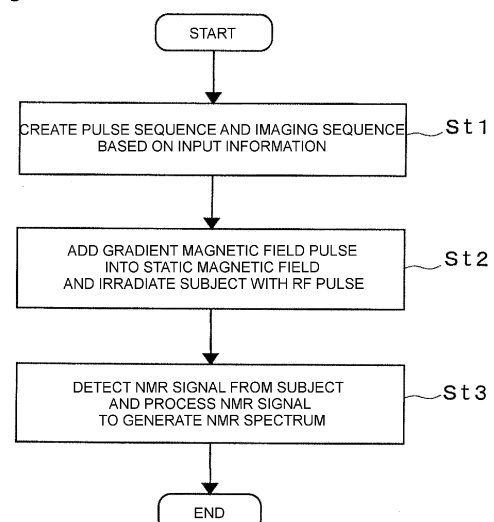 START
CREATE PULSE SEQUENCE AND IMAGING SEQUENCE
BASED ON INPUT INFORMATION
St1
ADD GRADIENT MAGNETIC FIELD PULSE
INTO STATIC MAGNETIC FIELD
AND IRRADIATE SUBJECT WITH RF PULSE
St2
DETECT NMR SIGNAL FROM SUBJECT
AND PROCESS NMR SIGNAL
TO GENERATE NMR SPECTRUM
St3
END